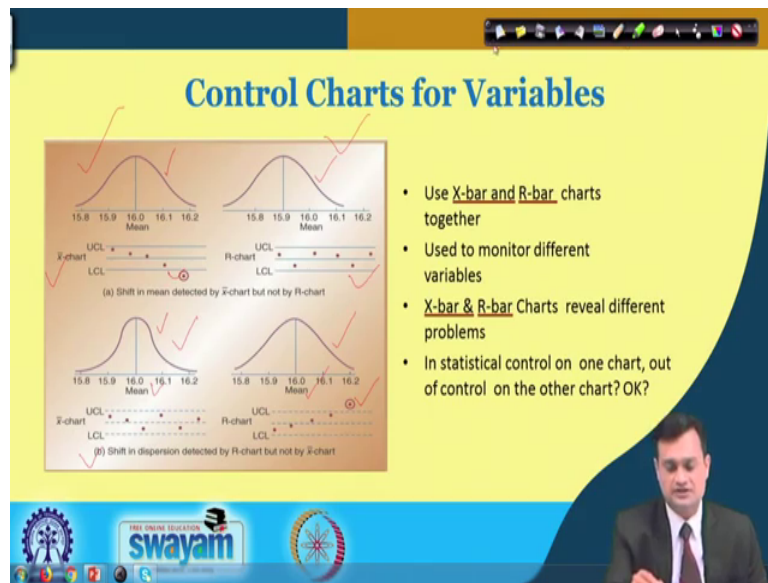 Control Charts for Variables
15.8 15.9 16.0 16.1 16.2
Mean
15.8 15.9 16.0 16.1 16.2
Mean
UCL
x̅-chart
LCL
UCL
R-chart
LCL
(a) Shift in mean detected by x̅-chart but not by R-chart
15.8 15.9 16.0 16.1 16.2
Mean
15.8 15.9 16.0 16.1 16.2
Mean
UCL
x̅-chart
LCL
UCL
R-chart
LCL
(b) Shift in dispersion detected by R-chart but not by x̅-chart
• Use X-bar and R-bar charts
together
• Used to monitor different
variables
• X-bar & R-bar Charts reveal different
problems
• In statistical control on one chart, out
of control on the other chart? OK?
FREE ONLINE EDUCATION
swayam